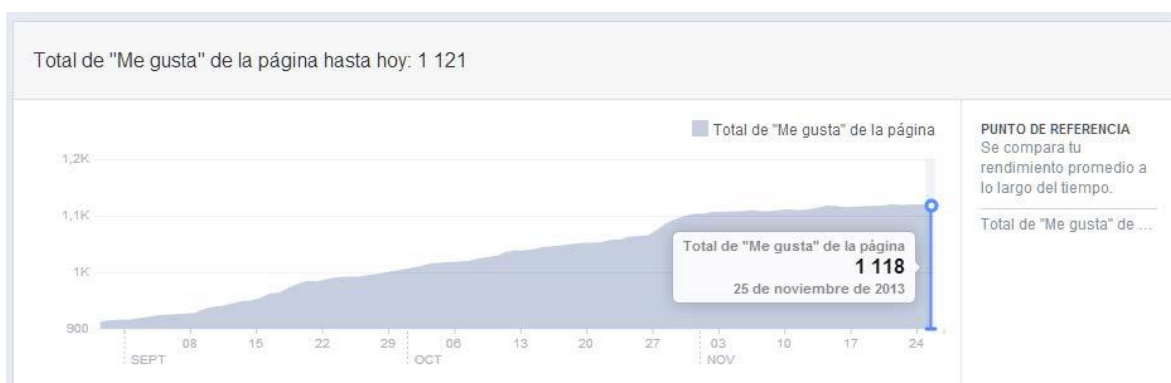 Total de "Me gusta" de la página hasta hoy: 1 121
Total de "Me gusta" de la página
1,2K
1,1K
1K
900
Total de "Me gusta" de la página
1 118
25 de noviembre de 2013
08
15
22
29
06
13
20
27
03
10
17
24
SEPT
OCT
NOV
PUNTO DE REFERENCIA
Se compara tu
rendimiento promedio a
lo largo del tiempo.
Total de "Me gusta" de ...